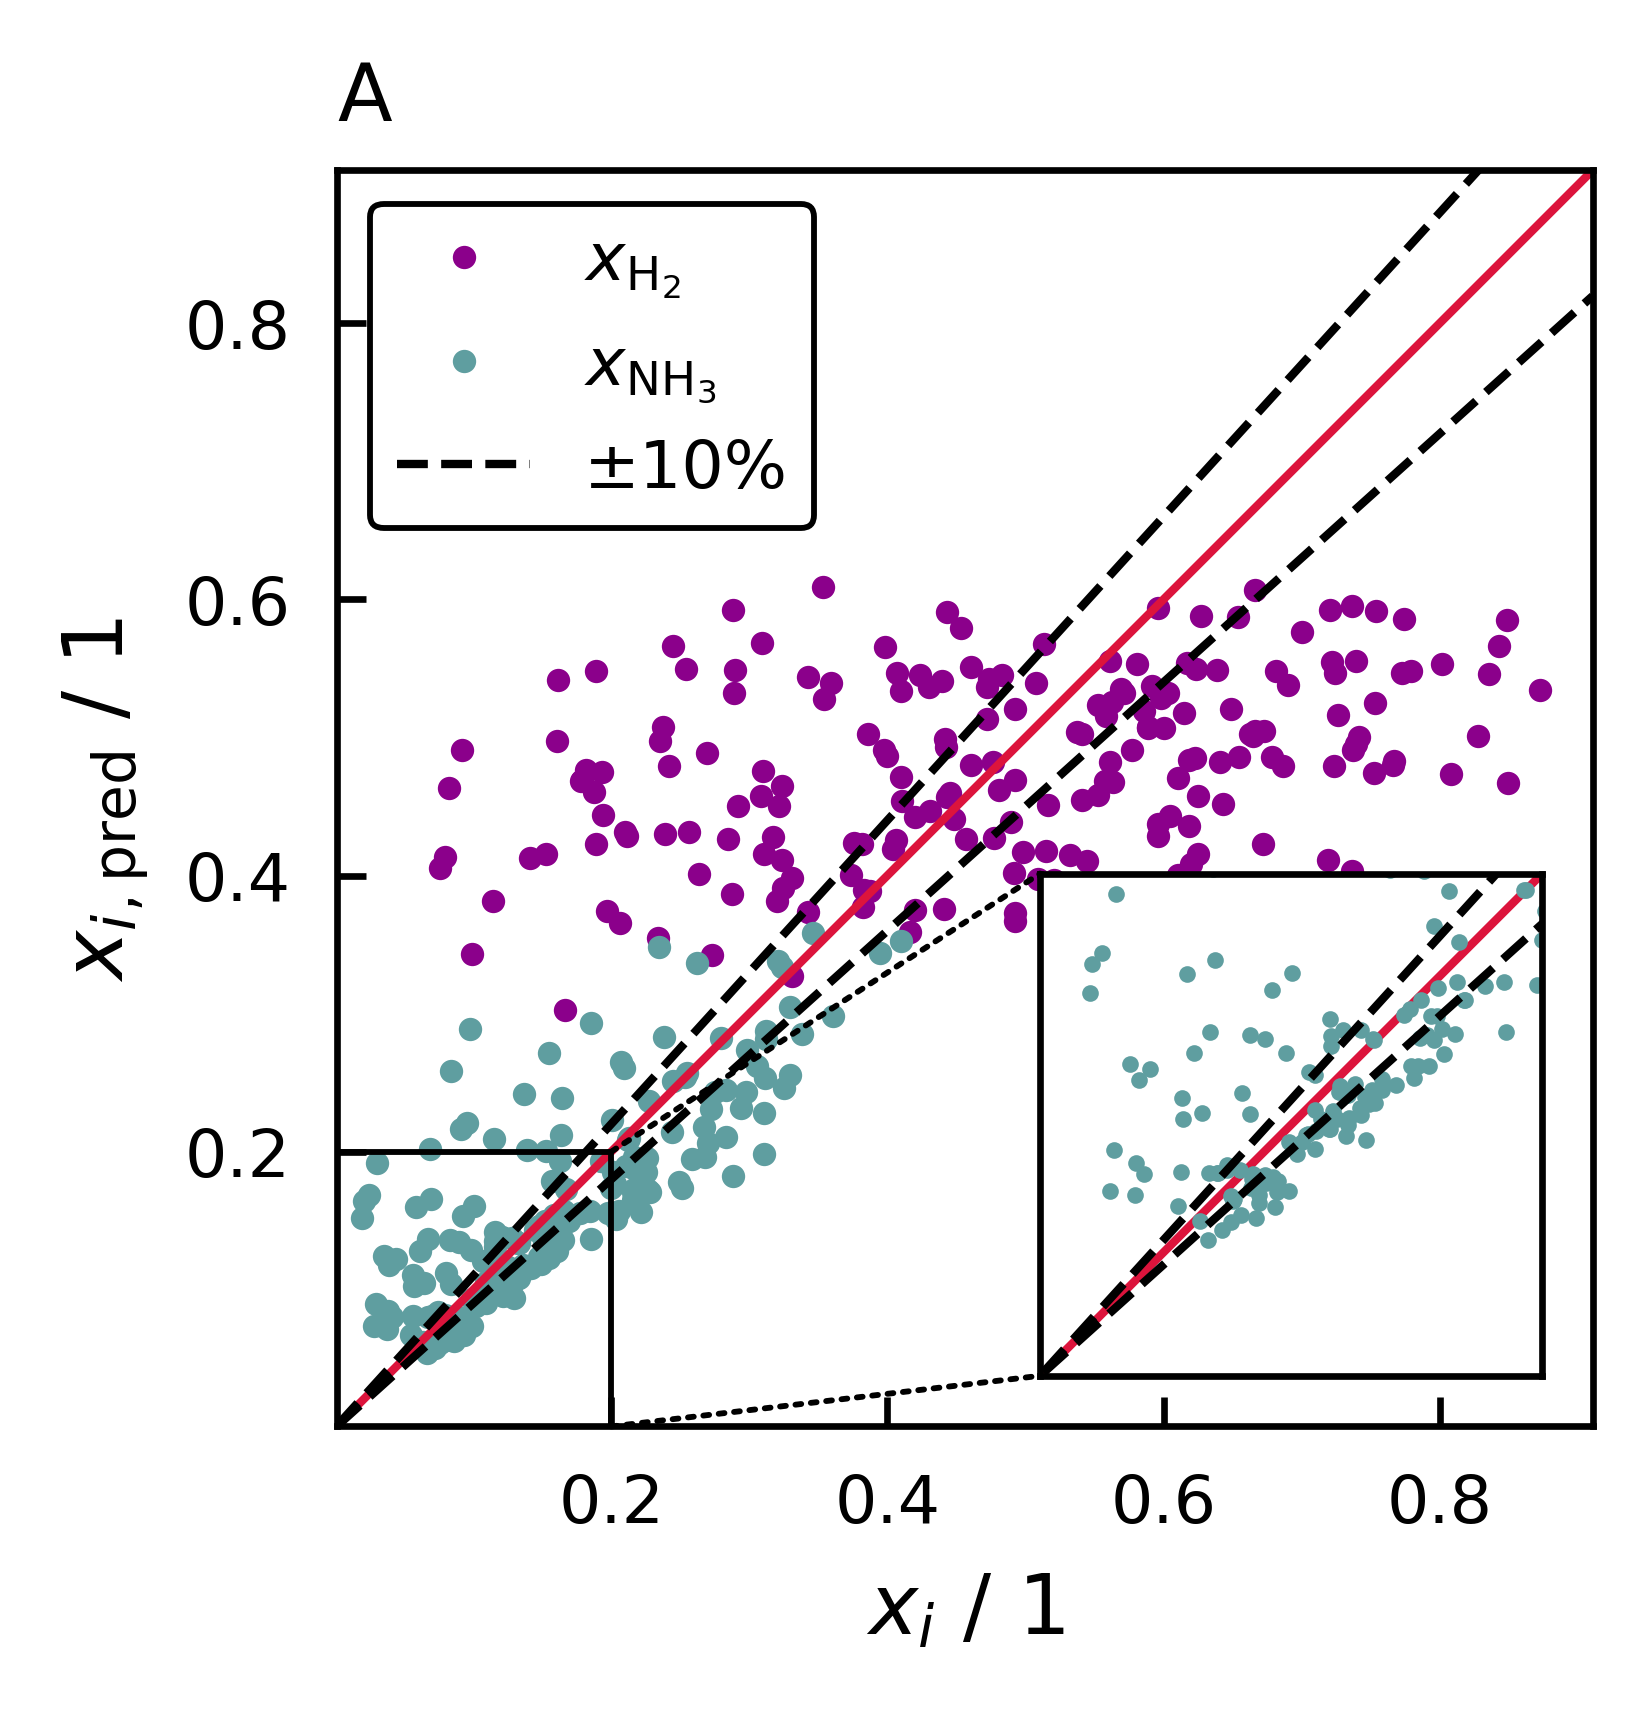 A
x_H₂
x_NH₃
±10%
0.8
0.6
0.4
0.2
x_i, pred / 1
0.2 0.4 0.6 0.8
x_i / 1